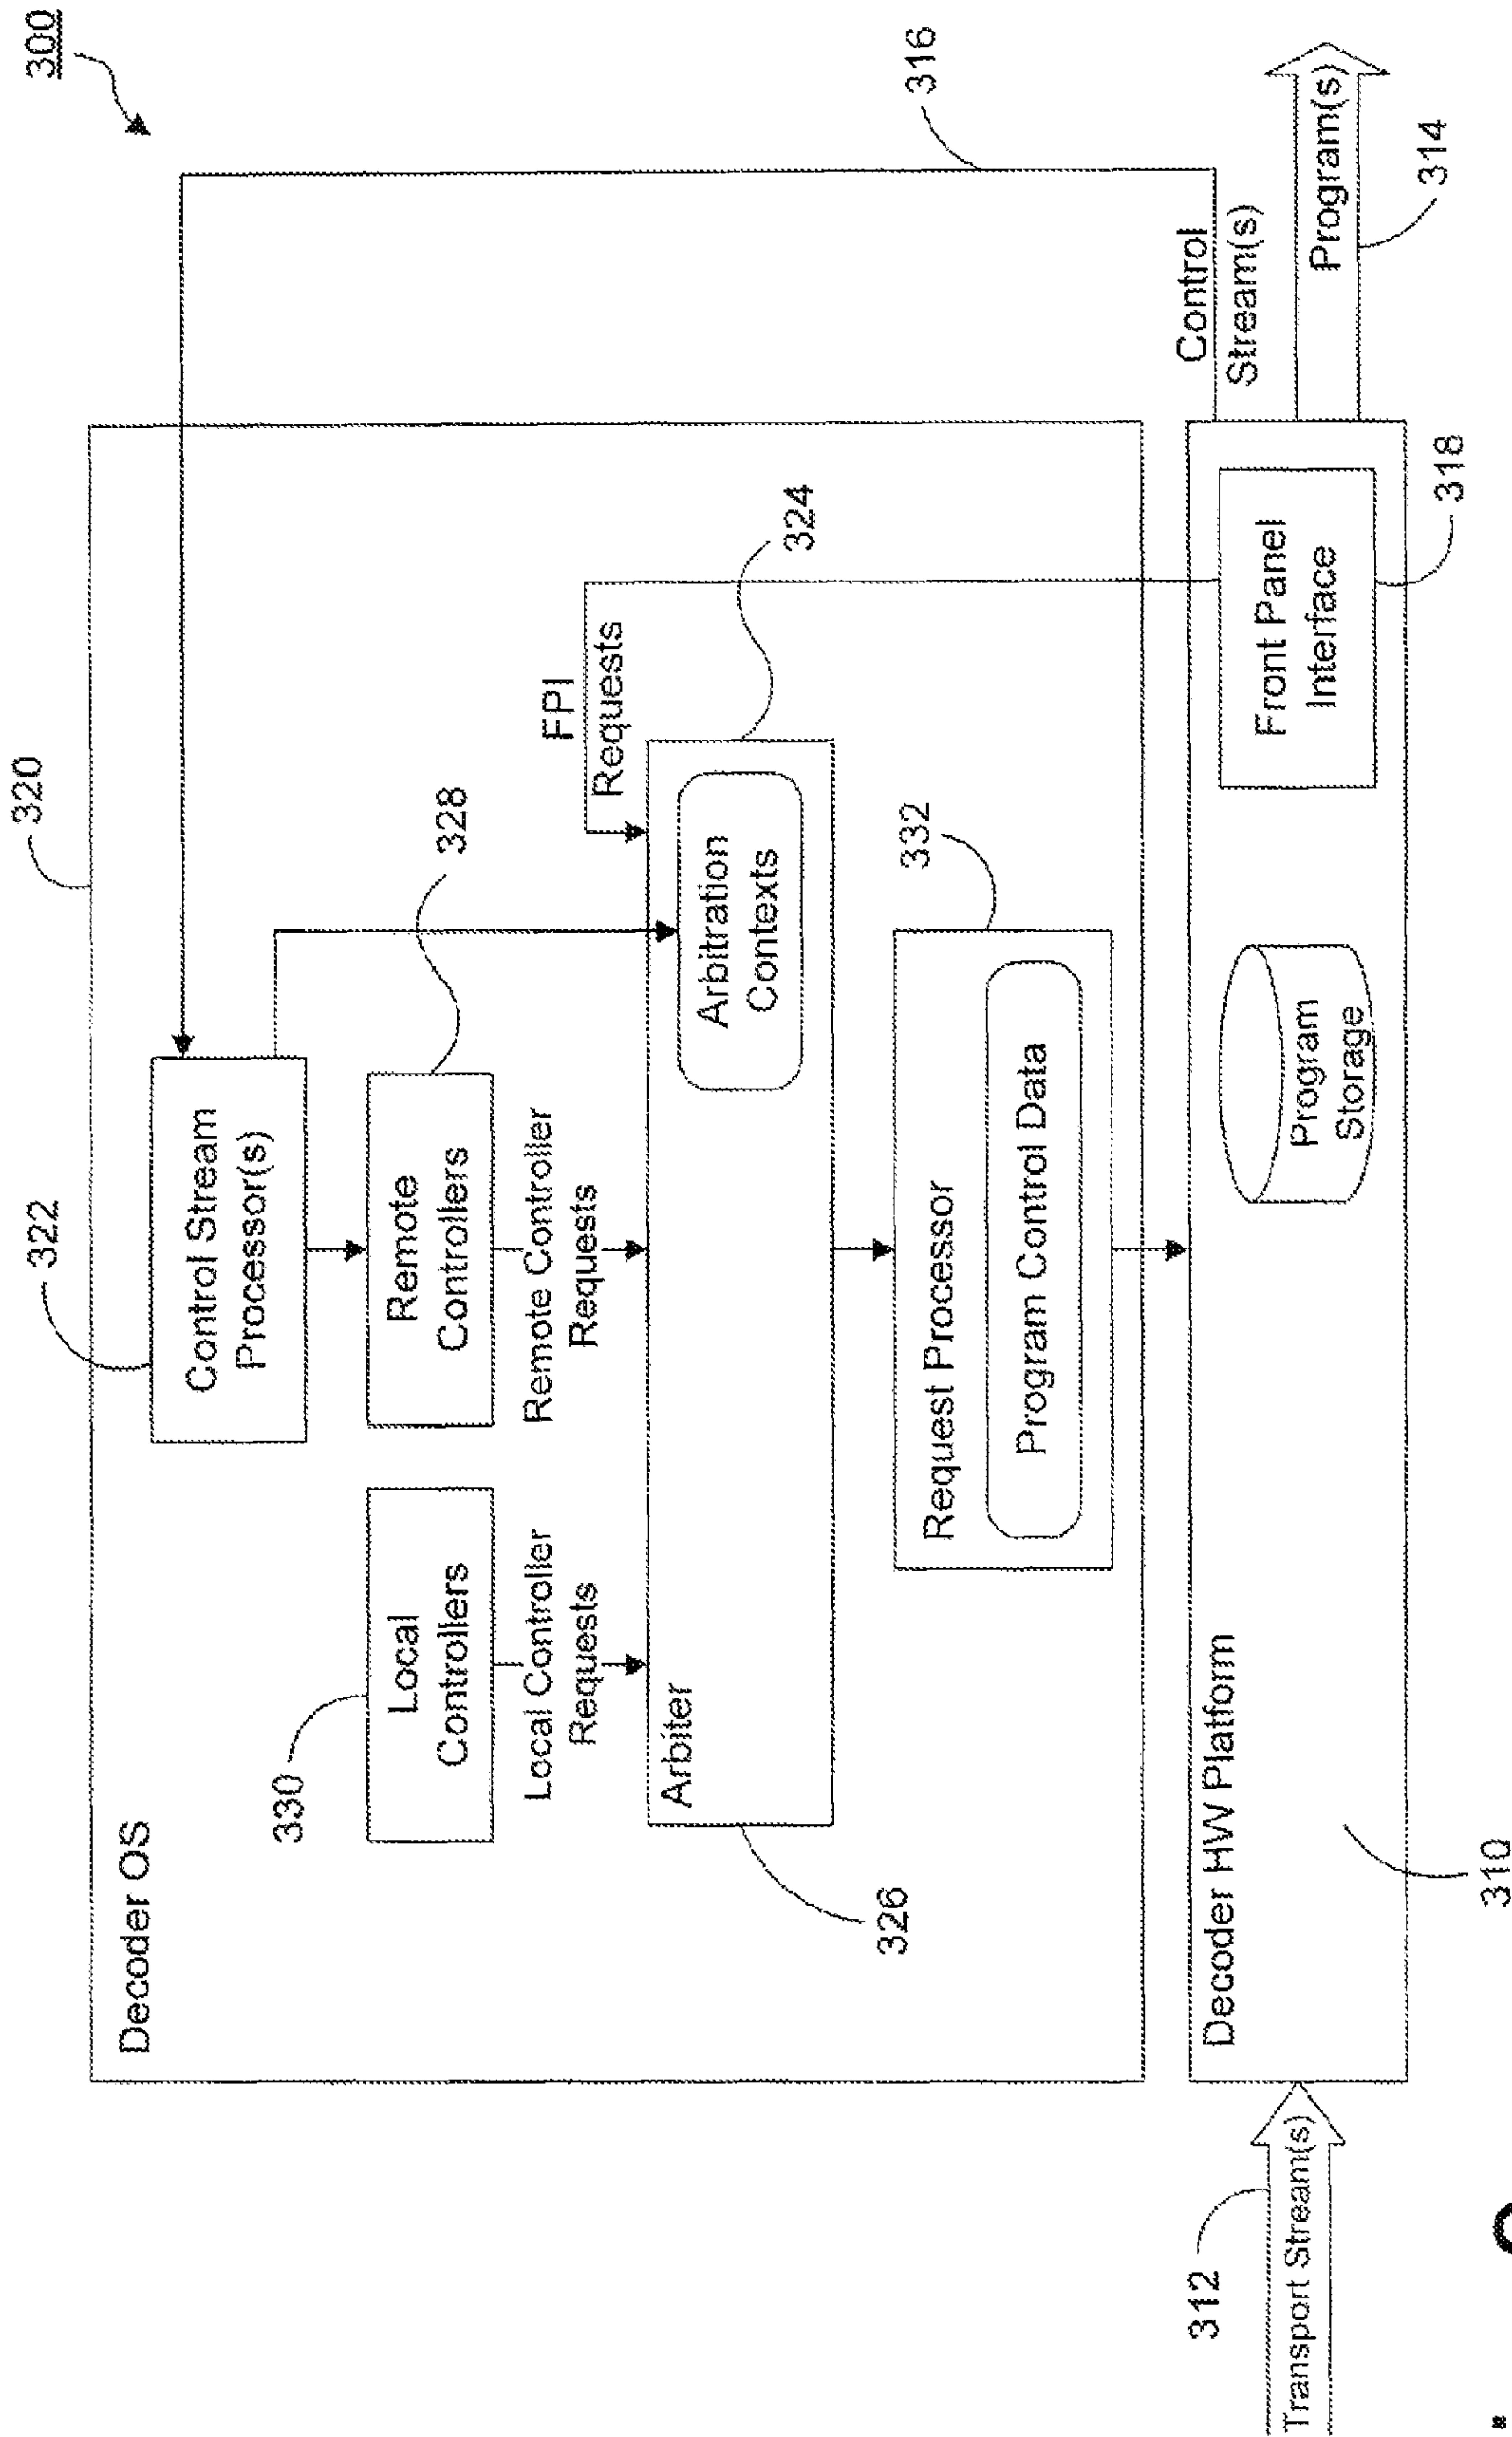 300
320
Decoder OS
322
Control Stream
Processor(s)
316
328
330
Local
Controllers
Remote
Controllers
Local Controller
Requests
Remote Controller
Requests
FPI
Requests
324
Arbiter
Arbitration
Contexts
326
332
Request Processor
Program Control Data
Control
Stream(s)
Decoder HW Platform
Program
Storage
Front Panel
Interface
312
Transport Stream(s)
Program(s)
314
318
310